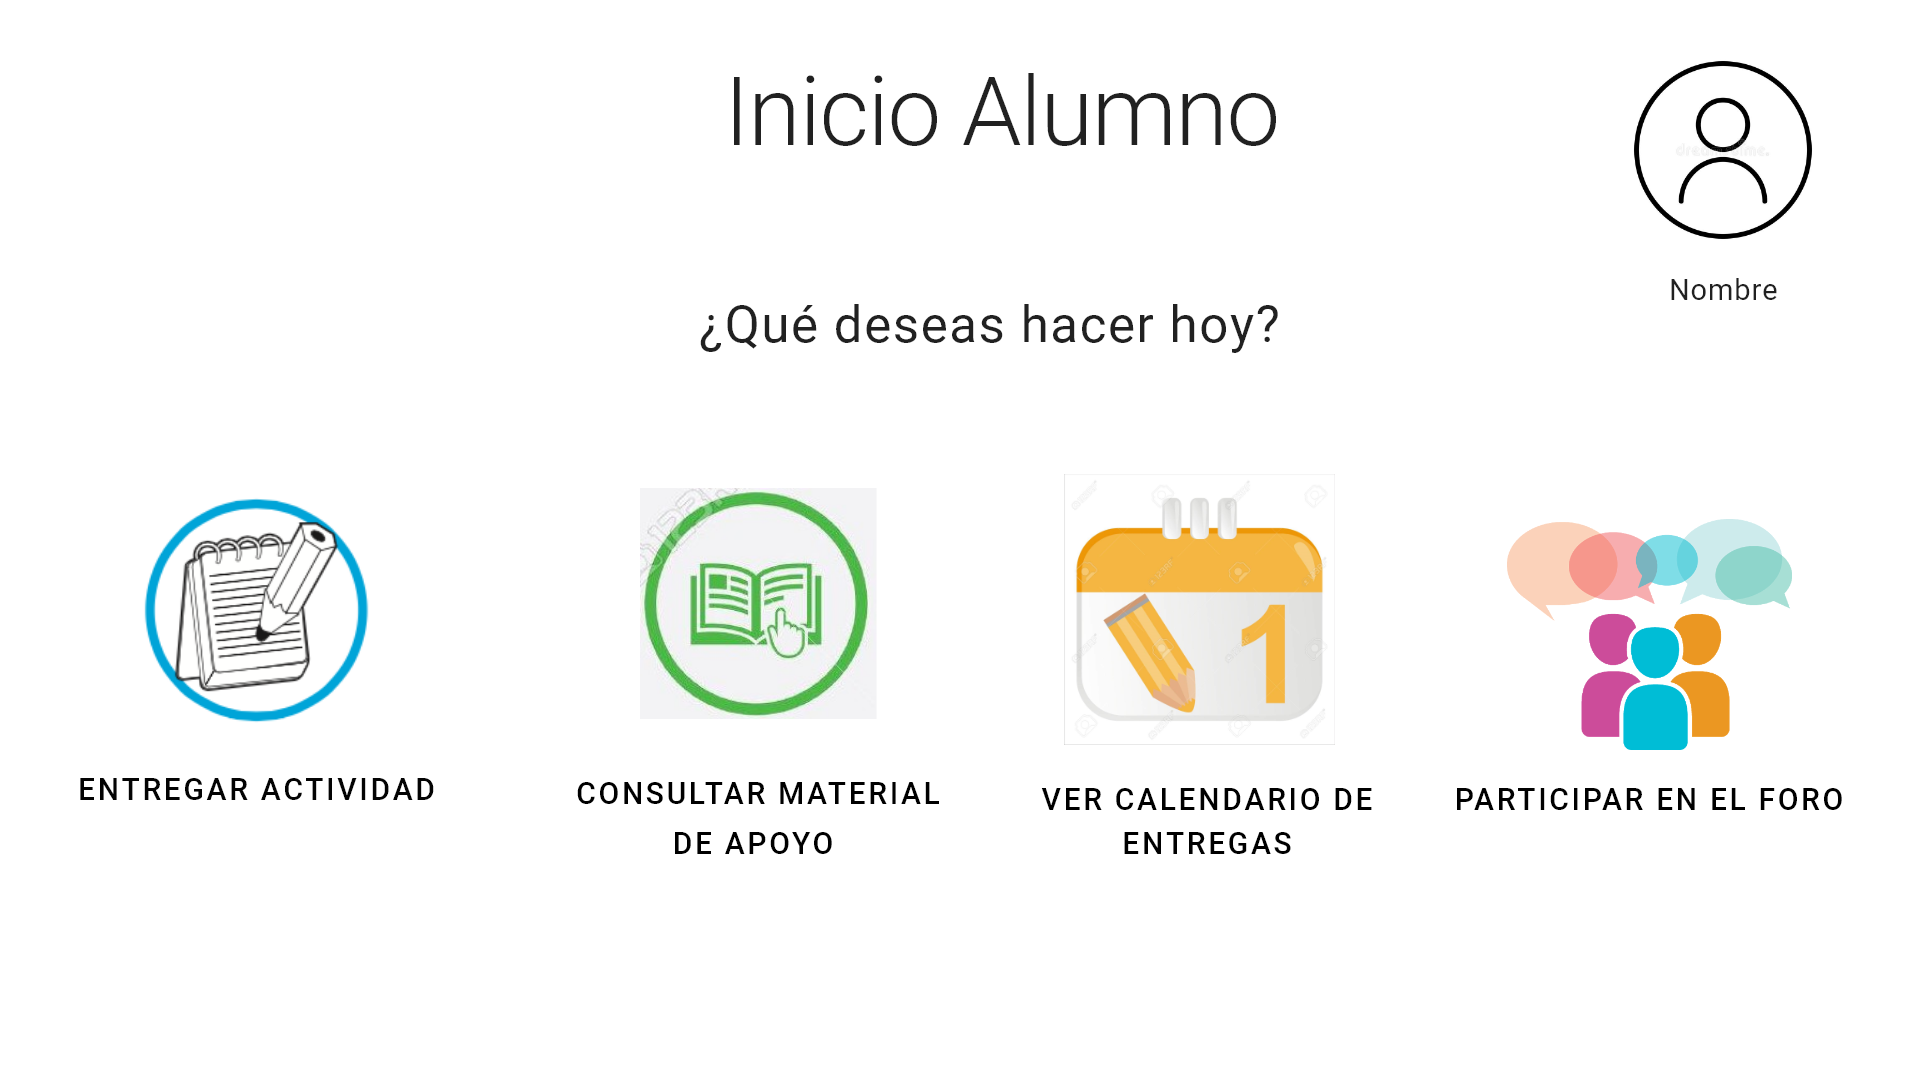 Inicio Alumno
Nombre
¿Qué deseas hacer hoy?
1
ENTREGAR ACTIVIDAD
CONSULTAR MATERIAL
DE APOYO
VER CALENDARIO DE
ENTREGAS
PARTICIPAR EN EL FORO